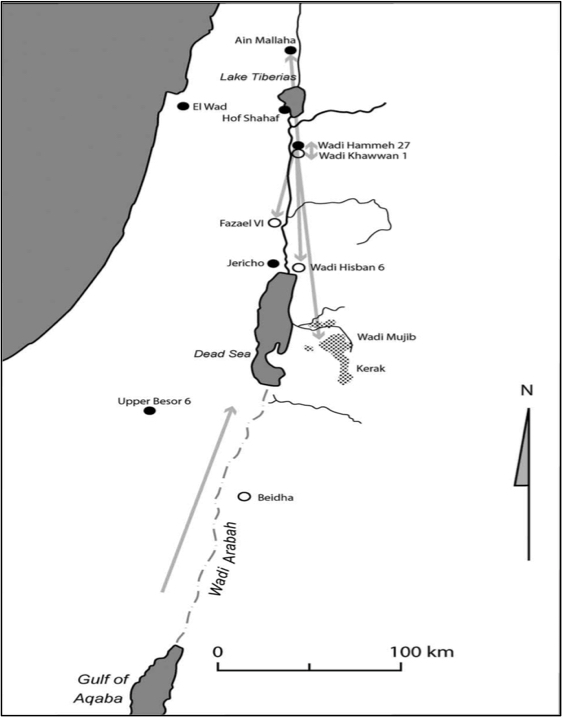 Ain Mallaha
Lake Tiberias
El Wad
Hof Shahaf
Wadi Hammeh 27
Wadi Khawwan 1
Fazael VI
Jericho
Wadi Hisban 6
Wadi Mujib
Dead Sea
Kerak
N
Upper Besor 6
Beidha
Wadi Arabah
0 100 km
Gulf of
Aqaba